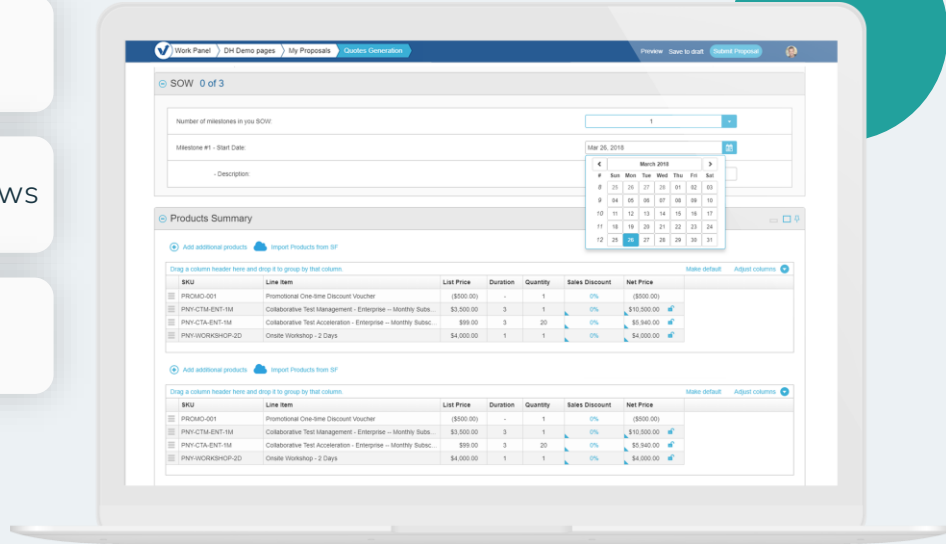 ws
Work Panel DH Demo pages My Proposals Quotes Generation Preview Save to draft Submit Proposal
SOW 0 of 3
Number of milestones in you SOW: 1
Milestone #1 - Start Date: Mar 26, 2018
- Description
March 2018
# Sun Mon Tue Wed Thu Fri Sat
8 25 26 27 28 01 02 03
9 04 05 06 07 08 09 10
10 11 12 13 14 15 16 17
11 18 19 20 21 22 23 24
12 25 26 27 28 29 30 31
Products Summary
Add additional products Import Products from SF
Drag a column header here and drop it to group by that column Make default Adjust columns
SKU Line Item List Price Duration Quantity Sales Discount Net Price
PROMO-001 Promotional One-time Discount Voucher ($500.00) - 1 0% ($500.00)
PNY-CTM-ENT-1M Collaborative Test Management - Enterprise -- Monthly Subs... $3,500.00 3 1 0% $10,500.00
PNY-CTA-ENT-1M Collaborative Test Acceleration - Enterprise -- Monthly Subsc... $99.00 3 20 0% $5,940.00
PNY-WORKSHOP-2D Onsite Workshop - 2 Days $4,000.00 1 1 0% $4,000.00
Add additional products Import Products from SF
Drag a column header here and drop it to group by that column Make default Adjust columns
SKU Line Item List Price Duration Quantity Sales Discount Net Price
PROMO-001 Promotional One-time Discount Voucher ($500.00) - 1 0% ($500.00)
PNY-CTM-ENT-1M Collaborative Test Management - Enterprise -- Monthly Subs... $3,500.00 3 1 0% $10,500.00
PNY-CTA-ENT-1M Collaborative Test Acceleration - Enterprise -- Monthly Subsc... $99.00 3 20 0% $5,940.00
PNY-WORKSHOP-2D Onsite Workshop - 2 Days $4,000.00 1 1 0% $4,000.00